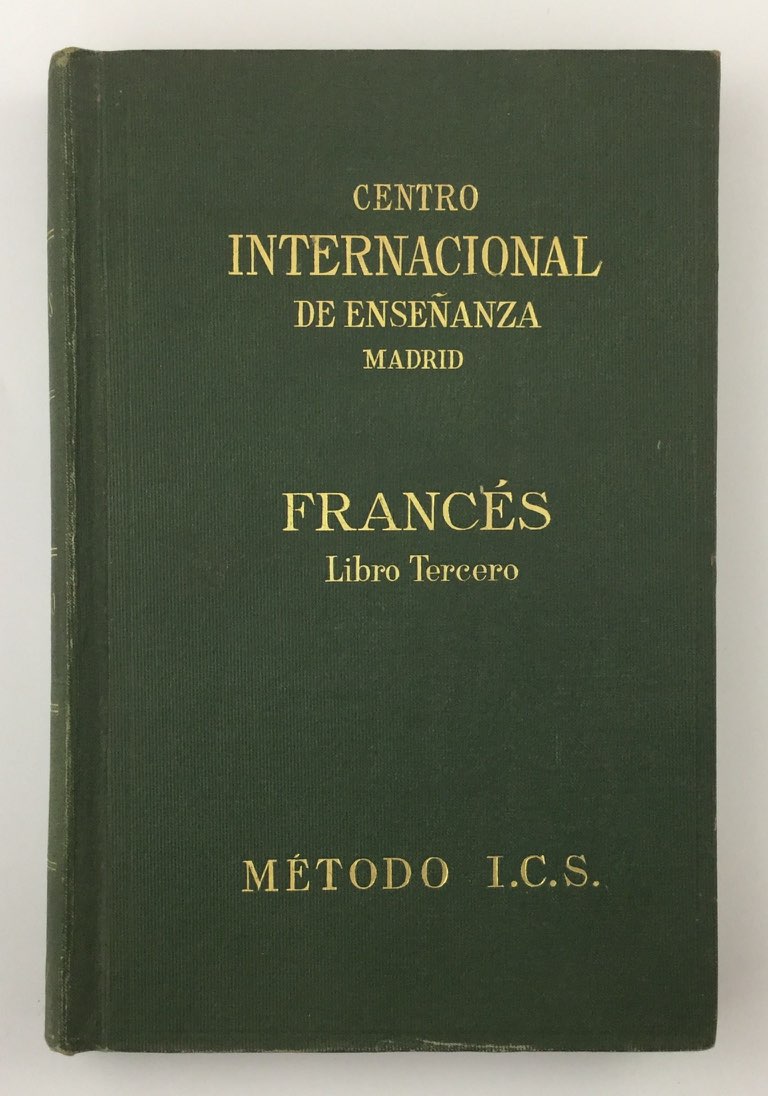 CENTRO
INTERNACIONAL
DE ENSEÑANZA
MADRID
FRANCÉS
Libro Tercero
MÉTODO I.C.S.